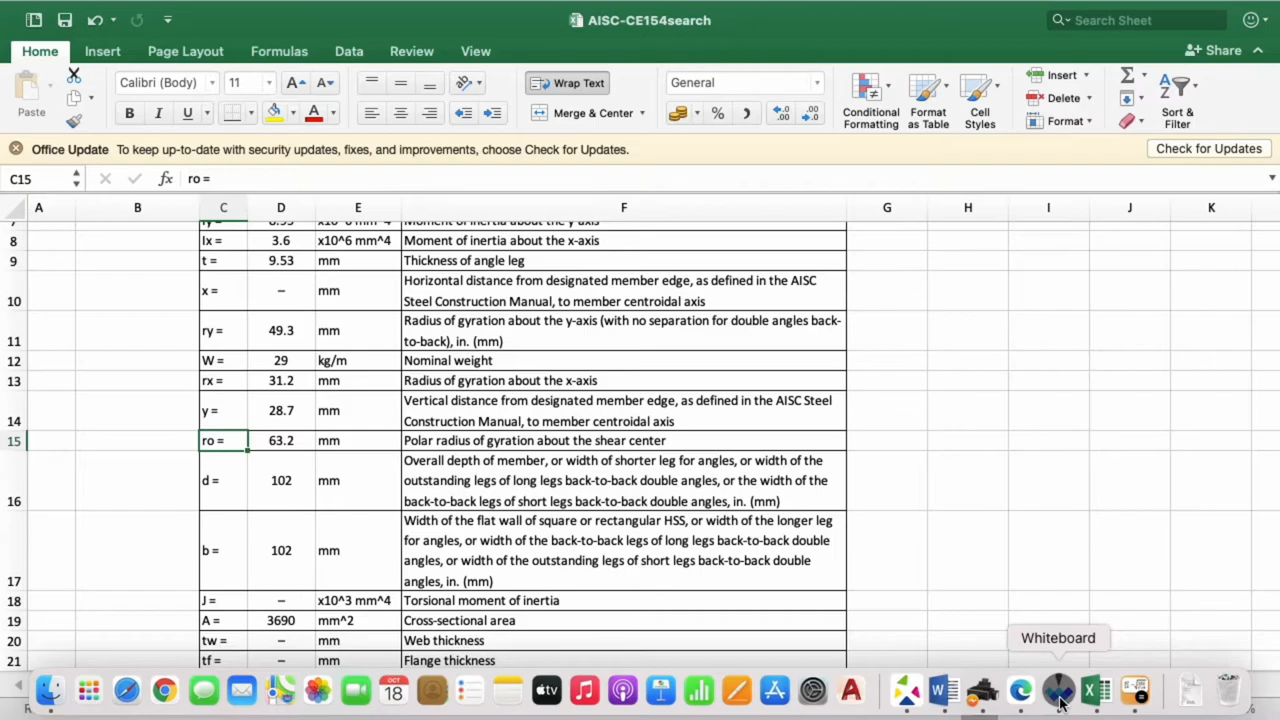 AISC-CE154search
Search Sheet
Home Insert Page Layout Formulas Data Review View
Share
Paste
Calibri (Body) 11
A A
B I U A
Wrap Text
Merge & Center
General
% )
Conditional Formatting
Format as Table
Cell Styles
Insert
Delete
Format
Sort & Filter
Office Update To keep up-to-date with security updates, fixes, and improvements, choose Check for Updates.
Check for Updates
C15 fx ro =
A B C D E F G H I J K
8 Ix = 3.6 x10^6 mm^4 Moment of inertia about the x-axis
9 t = 9.53 mm Thickness of angle leg
Horizontal distance from designated member edge, as defined in the AISC
10 x = – mm Steel Construction Manual, to member centroidal axis
Radius of gyration about the y-axis (with no separation for double angles back-
11 ry = 49.3 mm to-back), in. (mm)
12 W = 29 kg/m Nominal weight
13 rx = 31.2 mm Radius of gyration about the x-axis
Vertical distance from designated member edge, as defined in the AISC Steel
14 y = 28.7 mm Construction Manual, to member centroidal axis
15 ro = 63.2 mm Polar radius of gyration about the shear center
Overall depth of member, or width of shorter leg for angles, or width of the
d = 102 mm outstanding legs of long legs back-to-back double angles, or the width of the
16 back-to-back legs of short legs back-to-back double angles, in. (mm)
Width of the flat wall of square or rectangular HSS, or width of the longer leg
b = 102 mm for angles, or width of the back-to-back legs of long legs back-to-back double
angles, or width of the outstanding legs of short legs back-to-back double
17 angles, in. (mm)
18 J = – x10^3 mm^4 Torsional moment of inertia
19 A = 3690 mm^2 Cross-sectional area
20 tw = – mm Web thickness
21 tf = – mm Flange thickness
Whiteboard
OCT
18
tv